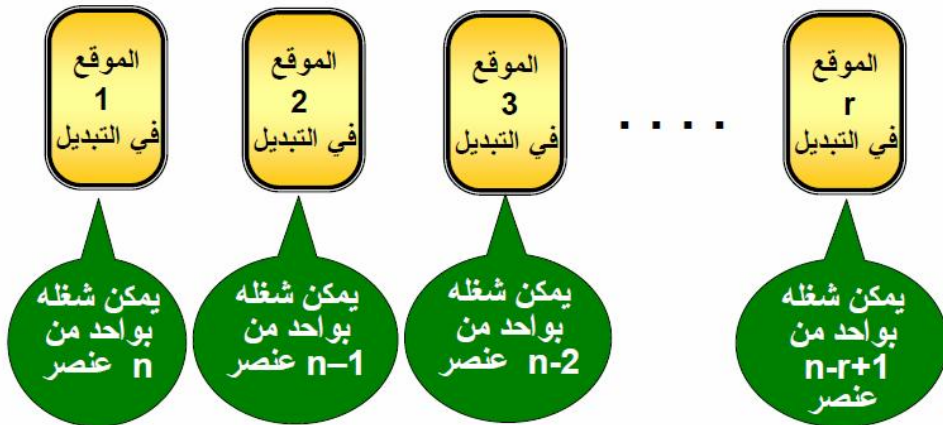 الموقع
1
في التبديل
الموقع
2
في التبديل
الموقع
3
في التبديل
. . . .
الموقع
r
في التبديل
يمكن شغله
بواحد من
n عنصر
يمكن شغله
بواحد من
n–1 عنصر
يمكن شغله
بواحد من
n-2 عنصر
يمكن شغله
بواحد من
n-r+1
عنصر